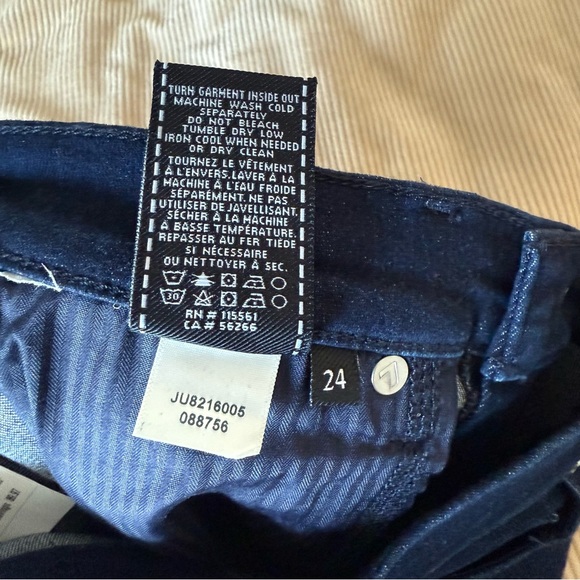 TURN GARMENT INSIDE OUT
MACHINE WASH COLD
SEPARATELY
DO NOT BLEACH
TUMBLE DRY LOW
IRON COOL WHEN NEEDED
OR DRY CLEAN
TOURNEZ LE VÊTEMENT
À L'ENVERS.LAVER À LA
MACHINE À L'EAU FROIDE
SÉPARÉMENT. NE PAS
UTILISER DE JAVELLISANT.
SÉCHER À LA MACHINE
À BASSE TEMPÉRATURE.
REPASSER AU FER TIÈDE
SI NÉCESSAIRE
OU NETTOYER À SEC.
30
RN # 115561
CA # 56266
JU8216005
088756
24
7